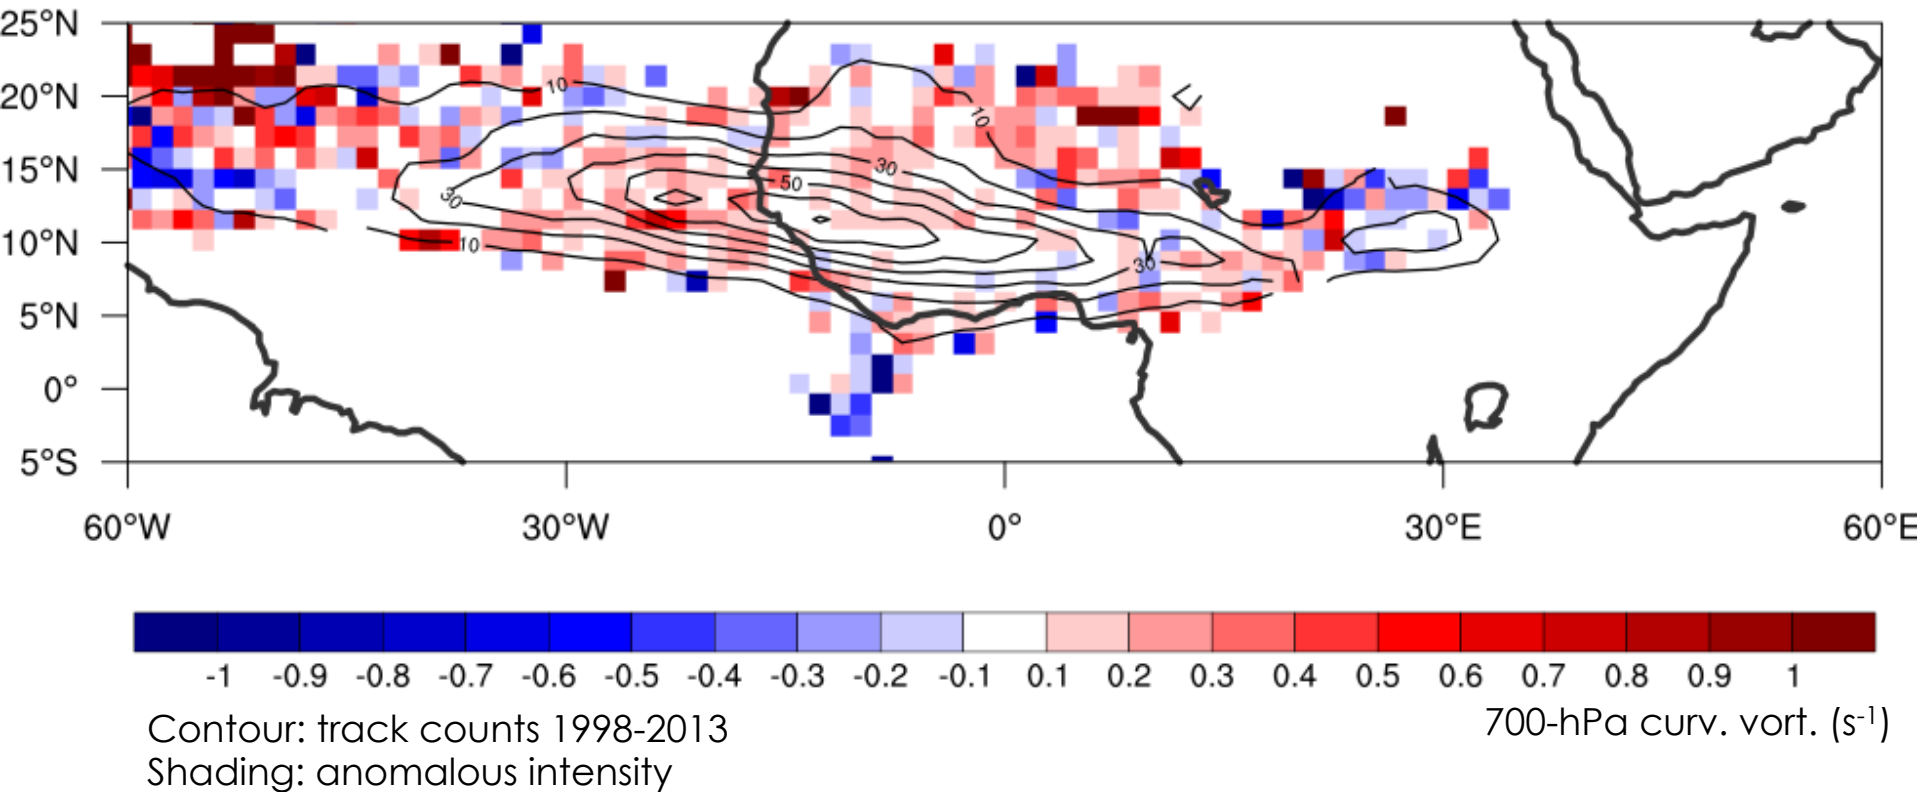 25°N
20°N
15°N
10°N
5°N
0°
5°S
10
10
30
50
30
10
30
60°W 30°W 0° 30°E 60°E
-1 -0.9 -0.8 -0.7 -0.6 -0.5 -0.4 -0.3 -0.2 -0.1 0.1 0.2 0.3 0.4 0.5 0.6 0.7 0.8 0.9 1
Contour: track counts 1998-2013
700-hPa curv. vort. (s-1)
Shading: anomalous intensity